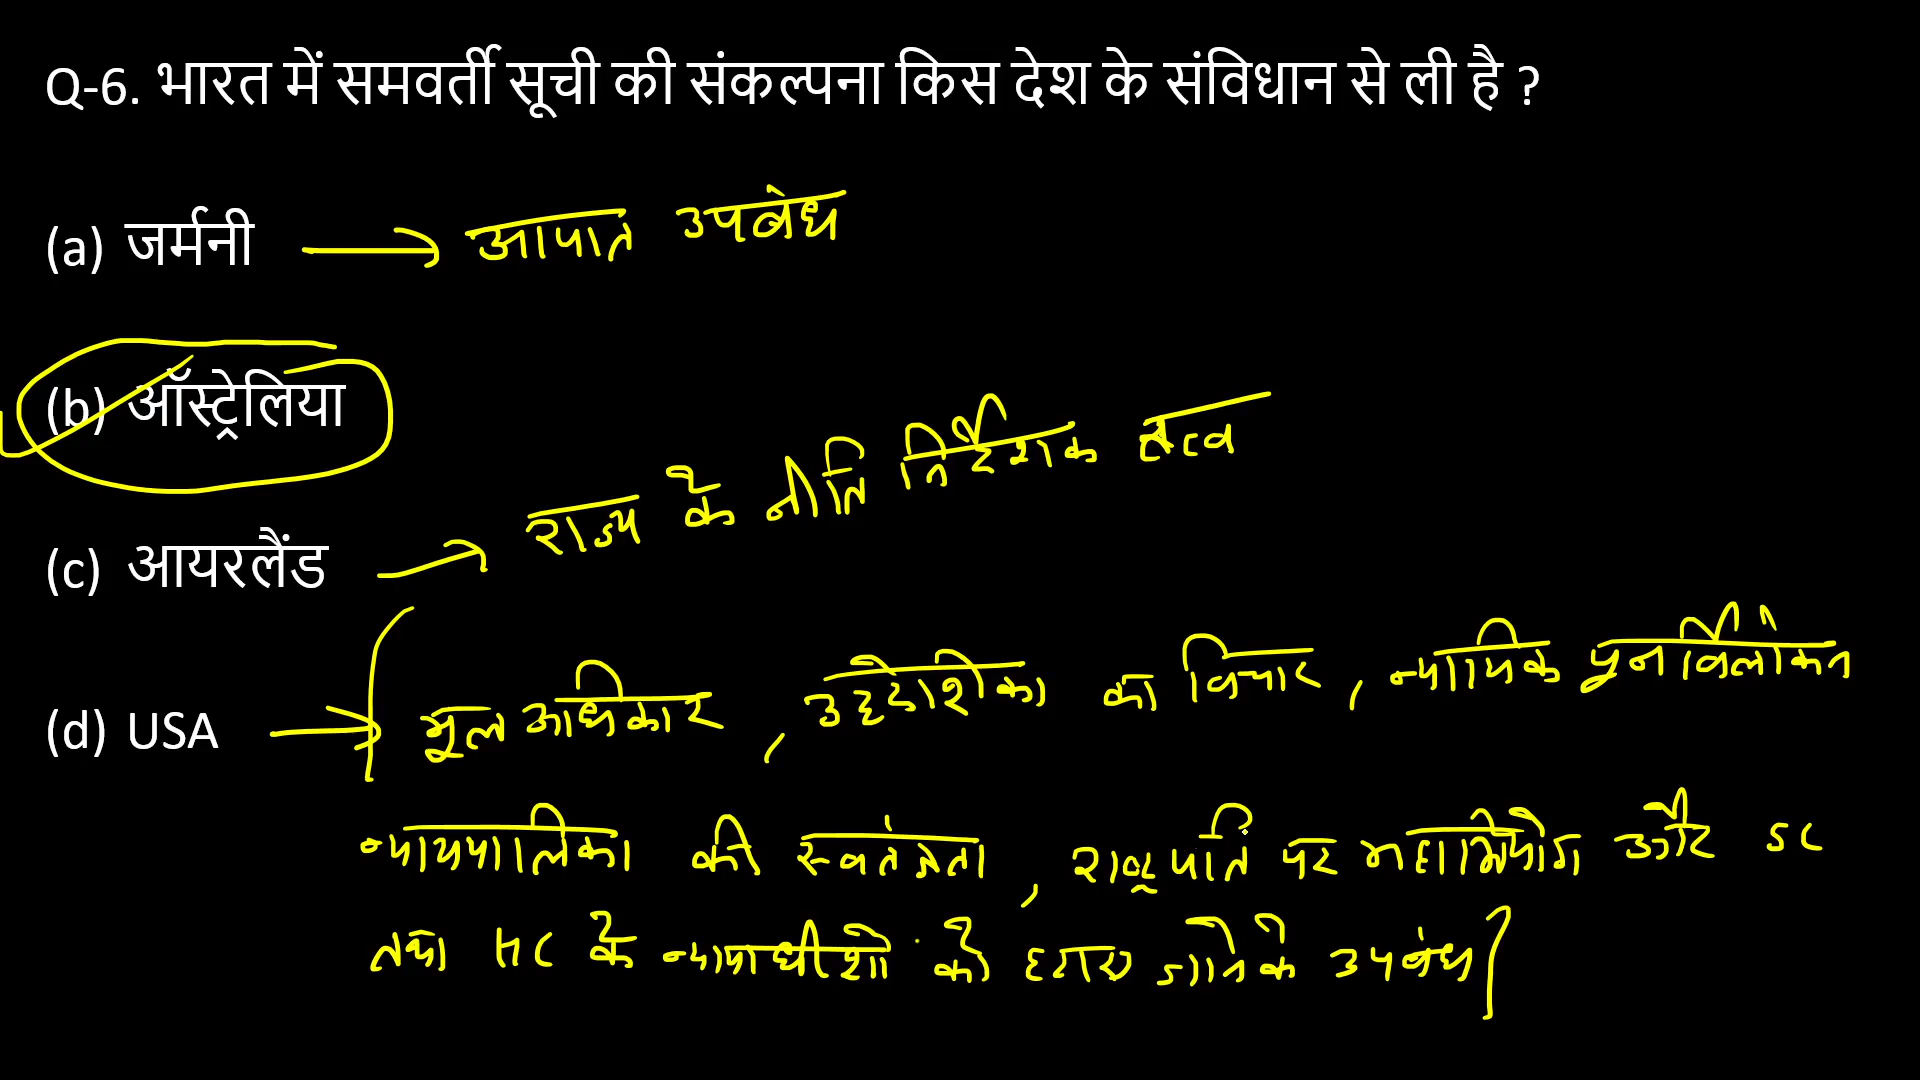 Q-6. भारत में समवर्ती सूची की संकल्पना किस देश के संविधान से ली है ?
(a) जर्मनी → आपात उपबंध
(b) ऑस्ट्रेलिया
(c) आयरलैंड → राज्य के नीति निर्देशक तत्व
(d) USA → मूल अधिकार, उद्देशिका का विचार, न्यायिक पुनर्विलोकन
न्यायपालिका की स्वतंत्रता, राष्ट्रपति पर महाभियोग और SC
तथा HC के न्यायाधीशों को हटाए जाने के उपबंध